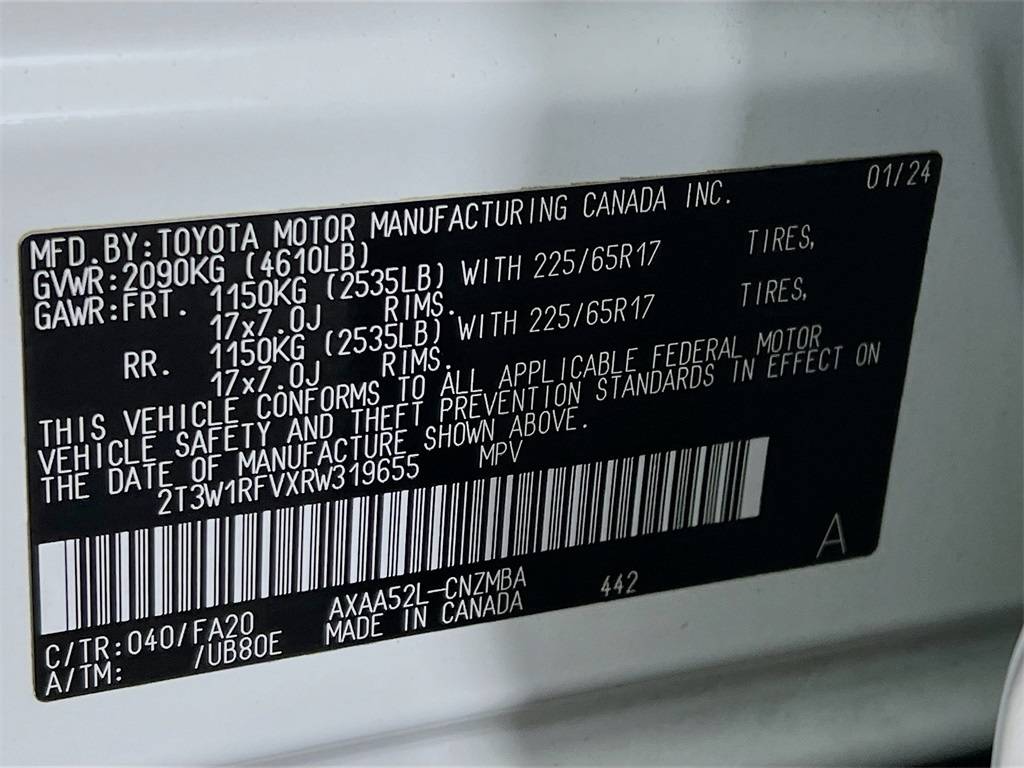 01/24
MFD.BY:TOYOTA MOTOR MANUFACTURING CANADA INC.
GVWR:2090KG (4610LB)
GAWR:FRT. 1150KG (2535LB) WITH 225/65R17 TIRES,
17x7.0J RIMS.
RR. 1150KG (2535LB) WITH 225/65R17 TIRES,
17x7.0J RIMS.
THIS VEHICLE CONFORMS TO ALL APPLICABLE FEDERAL MOTOR
VEHICLE SAFETY AND THEFT PREVENTION STANDARDS IN EFFECT ON
THE DATE OF MANUFACTURE SHOWN ABOVE.
2T3W1RFVXRW319655 MPV
A
C/TR:040/FA20 AXAA52L-CNZMBA 442
A/TM: /UB80E MADE IN CANADA